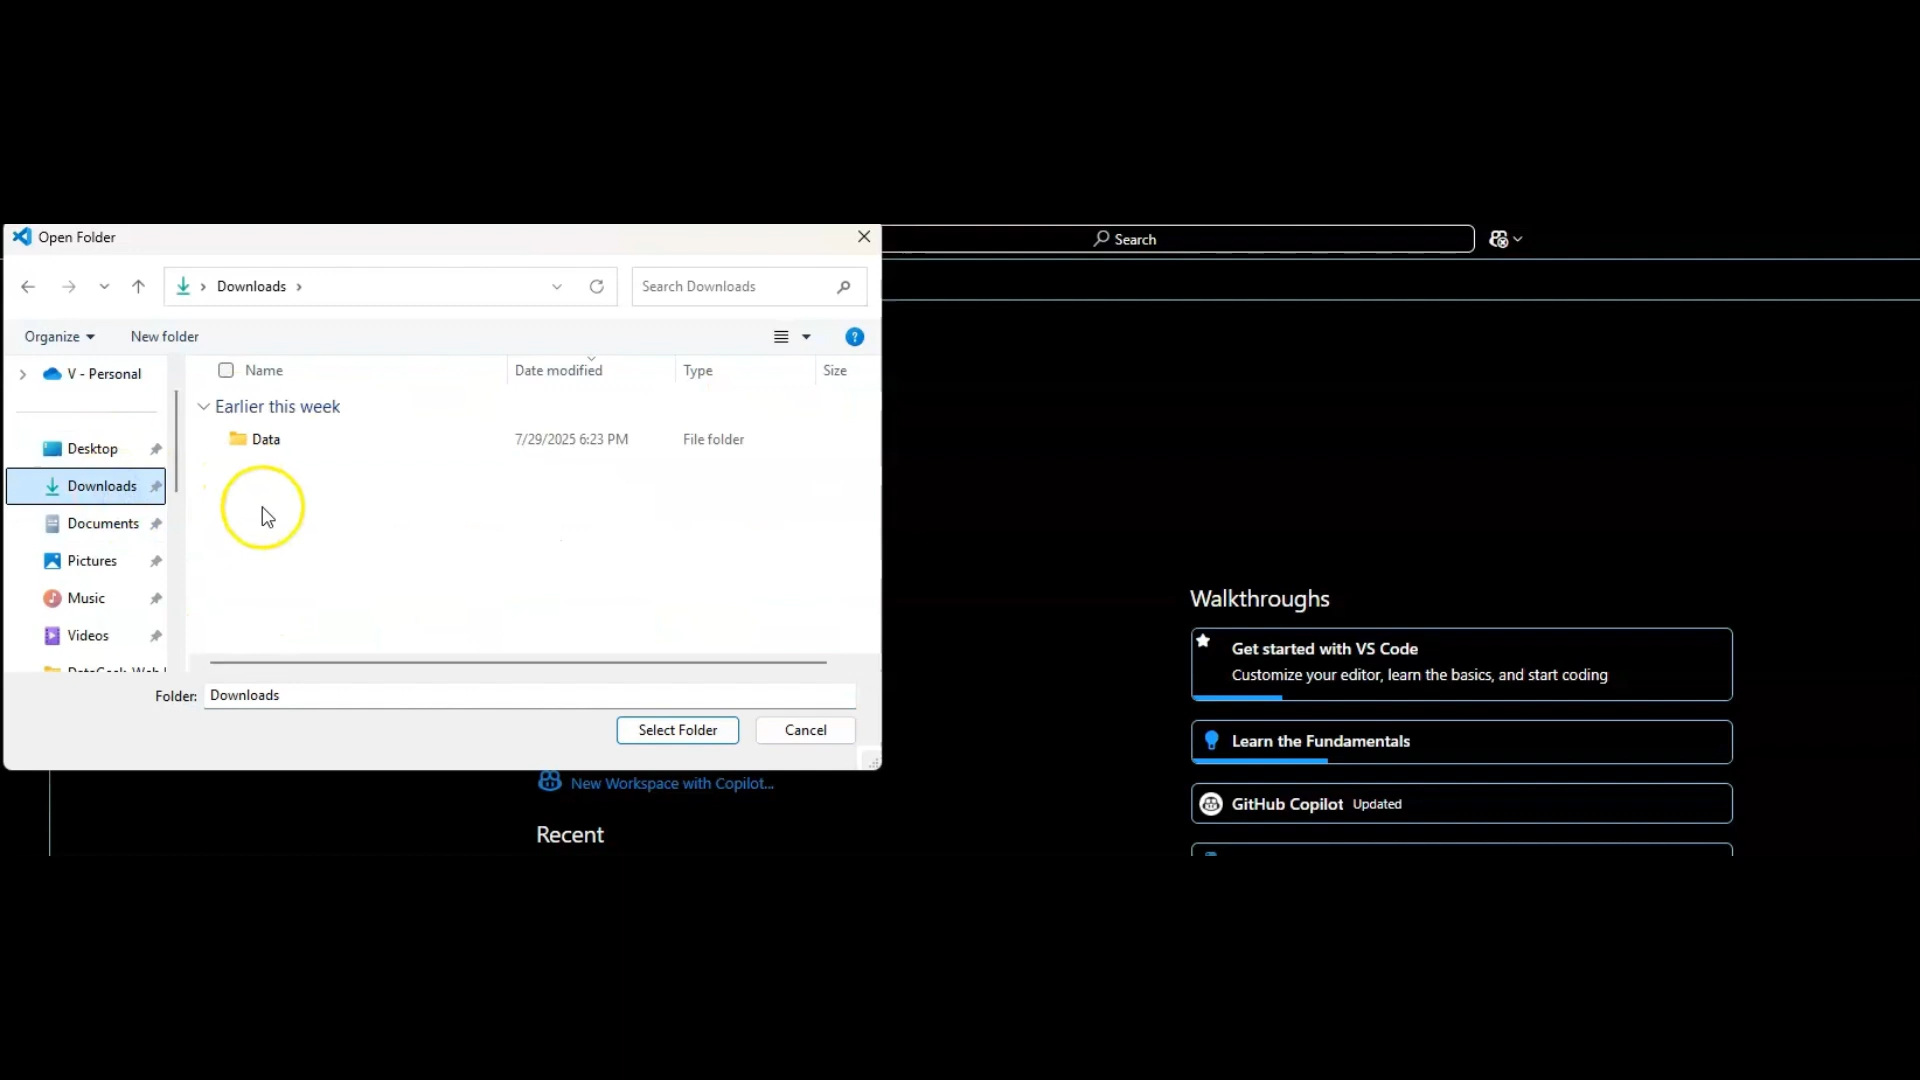 Open Folder
Downloads
Search Downloads
Organize
New folder
Name
Date modified
Type
Size
V - Personal
Earlier this week
Data
7/29/2025 6:23 PM
File folder
Desktop
Downloads
Documents
Pictures
Music
Videos
Folder:
Downloads
Select Folder
Cancel
Search
New Workspace with Copilot...
Recent
Walkthroughs
Get started with VS Code
Customize your editor, learn the basics, and start coding
Learn the Fundamentals
GitHub Copilot Updated